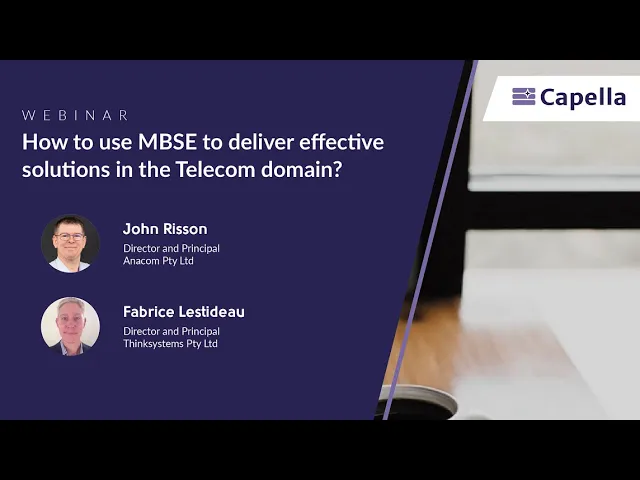 Capella
WEBINAR
How to use MBSE to deliver effective
solutions in the Telecom domain?
John Risson
Director and Principal
Anacom Pty Ltd
Fabrice Lestideau
Director and Principal
Thinksystems Pty Ltd